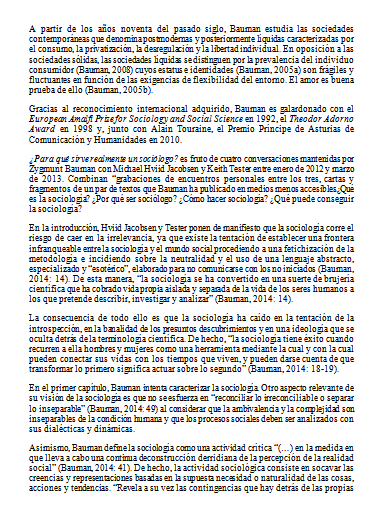 A partir de los años noventa del pasado siglo, Bauman estudia las sociedades
contemporáneas que denomina postmodernas y posteriormente líquidas caracterizadas por
el consumo, la privatización, la desregulación y la libertad individual. En oposición a las
sociedades sólidas, las sociedades líquidas se distinguen por la prevalencia del individuo
consumidor (Bauman, 2008) cuyos estatus e identidades (Bauman, 2005a) son frágiles y
fluctuantes en función de las exigencias de flexibilidad del entorno. El amor es buena
prueba de ello (Bauman, 2005b).
Gracias al reconocimiento internacional adquirido, Bauman es galardonado con el
European Amalfi Prize for Sociology and Social Science en 1992, el Theodor Adorno
Award en 1998 y, junto con Alain Touraine, el Premio Príncipe de Asturias de
Comunicación y Humanidades en 2010.
¿Para qué sirve realmente un sociólogo? es fruto de cuatro conversaciones mantenidas por
Zygmunt Bauman con Michael Hviid Jacobsen y Keith Tester entre enero de 2012 y marzo
de 2013. Combinan “grabaciones de encuentros personales entre los tres, cartas y
fragmentos de un par de textos que Bauman ha publicado en medios menos accesibles¿Qué
es la sociología? ¿Por qué ser sociólogo? ¿Cómo hacer sociología? ¿Qué puede conseguir
la sociología?
En la introducción, Hviid Jacobsen y Tester ponen de manifiesto que la sociología corre el
riesgo de caer en la irrelevancia, ya que existe la tentación de establecer una frontera
infranqueable entre la sociología y el mundo social procediendo a una fetichización de la
metodología e incidiendo sobre la neutralidad y el uso de una lenguaje abstracto,
especializado y “esotérico”, elaborado para no comunicarse con los no iniciados (Bauman,
2014: 14). De esta manera, “la sociología se ha convertido en una suerte de brujería
científica que ha cobrado vida propia aislada y separada de la vida de los seres humanos a
los que pretende describir, investigar y analizar” (Bauman, 2014: 14).
La consecuencia de todo ello es que la sociología ha caído en la tentación de la
introspección, en la banalidad de los presuntos descubrimientos y en una ideología que se
oculta detrás de la terminología científica. De hecho, “la sociología tiene éxito cuando
recurren a ella hombres y mujeres como una herramienta mediante la cual y con la cual
pueden conectar sus vidas con los tiempos que viven, y pueden darse cuenta de que
transformar lo primero significa actuar sobre lo segundo” (Bauman, 2014: 18-19).
En el primer capítulo, Bauman intenta caracterizar la sociología. Otro aspecto relevante de
su visión de la sociología es que no se esfuerza en “reconciliar lo irreconciliable o separar
lo inseparable” (Bauman, 2014: 49) al considerar que la ambivalencia y la complejidad son
inseparables de la condición humana y que los procesos sociales deben ser analizados con
sus dialécticas y dinámicas.
Asimismo, Bauman define la sociología como una actividad crítica “(…) en la medida en
que lleva a cabo una continua deconstrucción derridiana de la percepción de la realidad
social” (Bauman, 2014: 41). De hecho, la actividad sociológica consiste en socavar las
creencias y representaciones basadas en la supuesta necesidad o naturalidad de las cosas,
acciones y tendencias. “Revela a su vez las contingencias que hay detrás de las propias